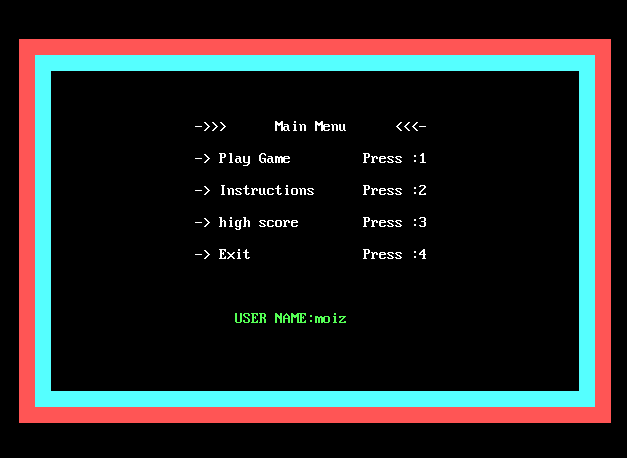 ->>> Main Menu <<<-
-> Play Game Press :1
-> Instructions Press :2
-> high score Press :3
-> Exit Press :4
USER NAME:moiz